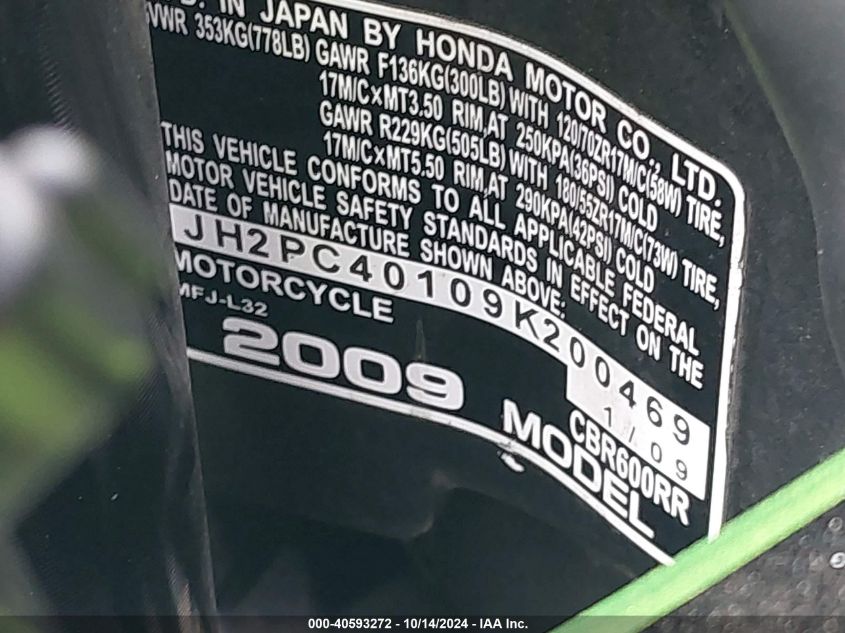 IN JAPAN BY HONDA MOTOR CO., LTD.
GVWR 353KG(778LB) GAWR F136KG(300LB) WITH 120/70ZR17M/C(58W) TIRE,
17M/C×MT3.50 RIM,AT 250KPA(36PSI) COLD
GAWR R229KG(505LB) WITH 180/55ZR17M/C(73W) TIRE,
17M/C×MT5.50 RIM,AT 290KPA(42PSI) COLD
THIS VEHICLE CONFORMS TO ALL APPLICABLE FEDERAL
MOTOR VEHICLE SAFETY STANDARDS IN EFFECT ON THE
DATE OF MANUFACTURE SHOWN ABOVE:
JH2PC40109K200469
MOTORCYCLE
1/09
MFJ-L32
CBR600RR
2009 MODEL
000-40593272 - 10/14/2024 - IAA Inc.